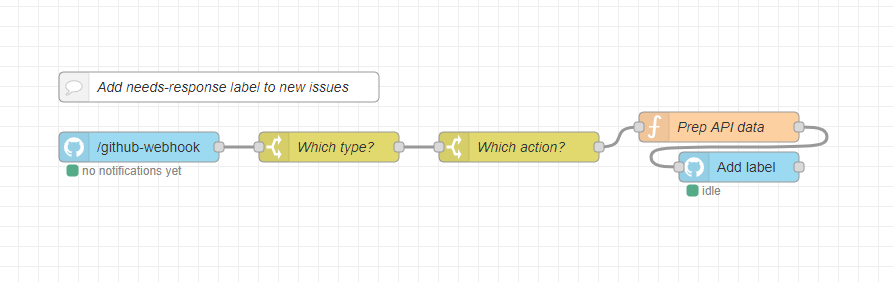 Add needs-response label to new issues
/github-webhook
no notifications yet
Which type?
Which action?
Prep API data
Add label
idle